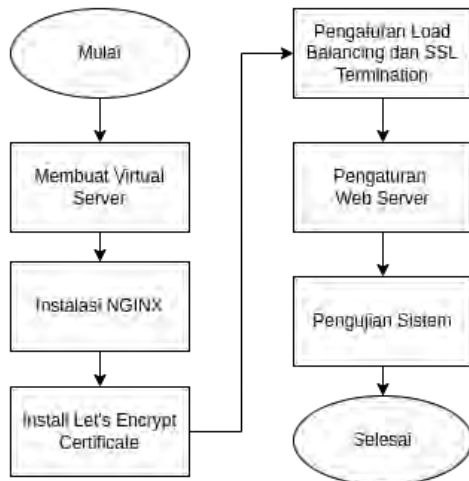 Mulai
Membuat Virtual
Server
Instalasi NGINX
Install Let's Encrypt
Certificate
Pengaturan Load
Balancing dan SSL
Termination
Pengaturan
Web Server
Pengujian Sistem
Selesai